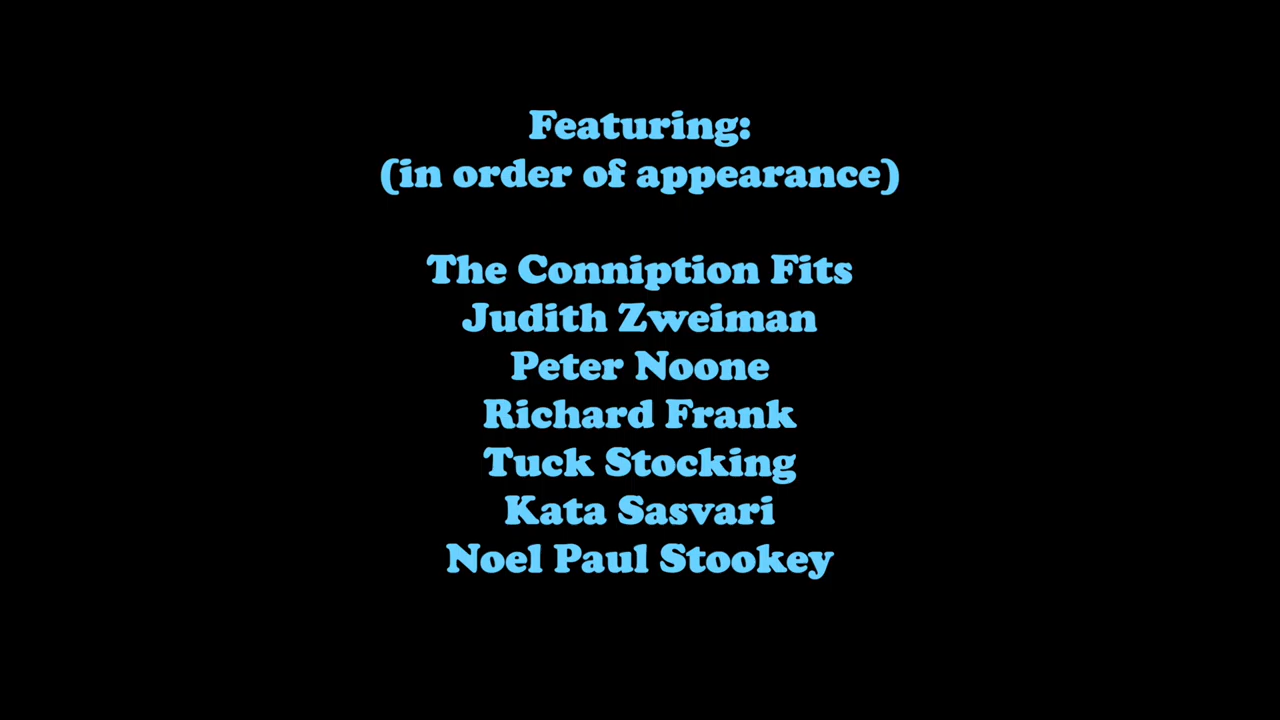 Featuring:
(in order of appearance)
The Conniption Fits
Judith Zweiman
Peter Noone
Richard Frank
Tuck Stocking
Kata Sasvari
Noel Paul Stookey